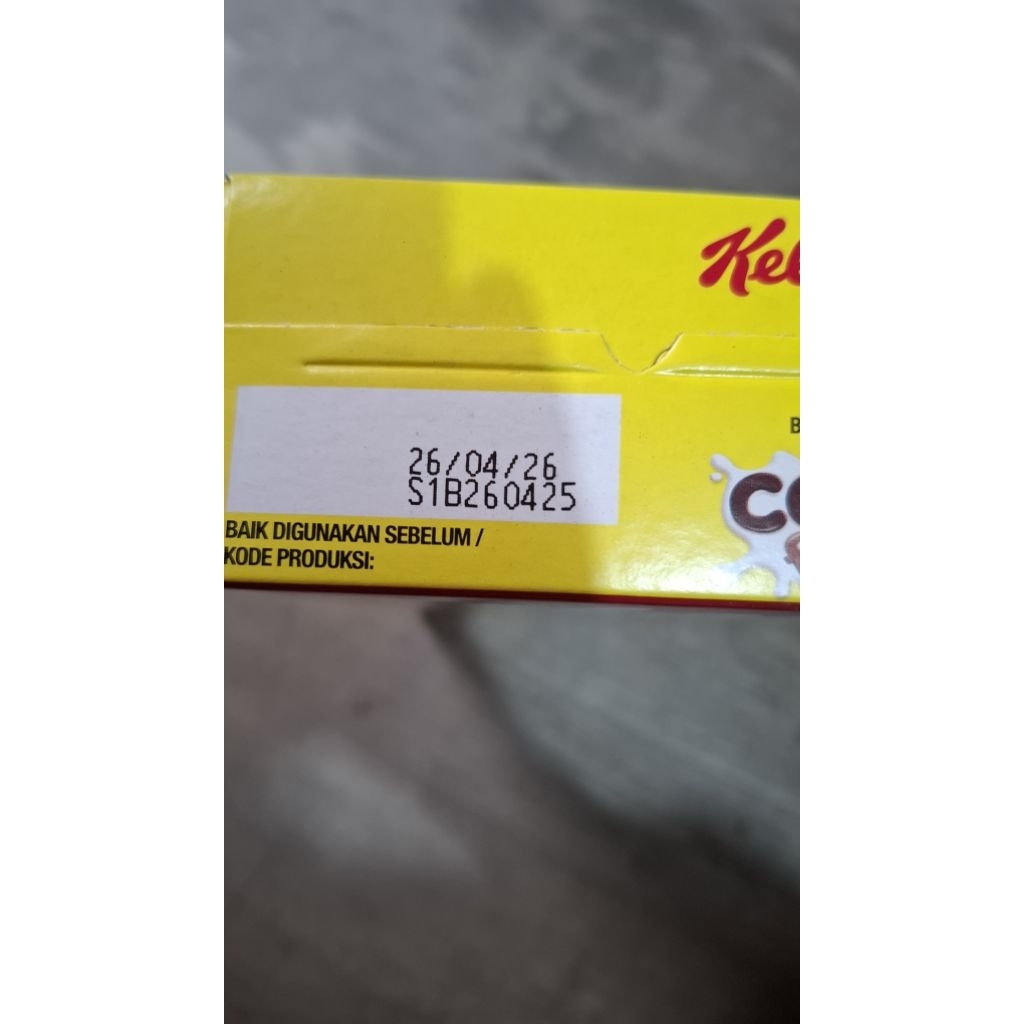 26/04/26
S1B260425
BAIK DIGUNAKAN SEBELUM /
KODE PRODUKSI: